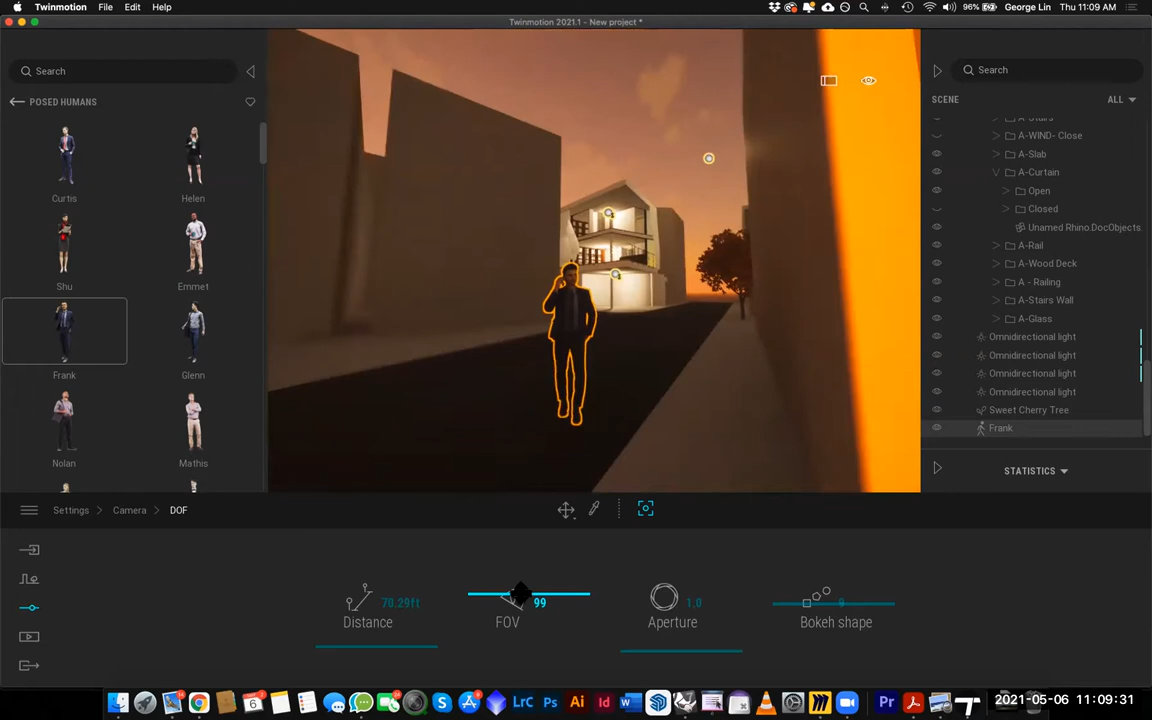 Twinmotion File Edit View Help
96% George Lin Thu 11:09 AM
Twinmotion 2021.1 - New project *
Search
Search
POSED HUMANS
SCENE
ALL
Curtis
Helen
Shu
Emmet
Frank
Glenn
Nolan
Mathis
A-Stairs
A-WIND- Close
A-Slab
A-Curtain
Open
Closed
Unamed Rhino.DocObjects.
A-Rail
A-Wood Deck
A - Railing
A-Stairs Wall
A-Glass
Omnidirectional light
Omnidirectional light
Omnidirectional light
Omnidirectional light
Sweet Cherry Tree
Frank
STATISTICS
Settings
Camera
DOF
70.29ft
Distance
99
FOV
1.0
Aperture
9
Bokeh shape
LrC Ps Ai Id Pr
2021-05-06 11:09:31